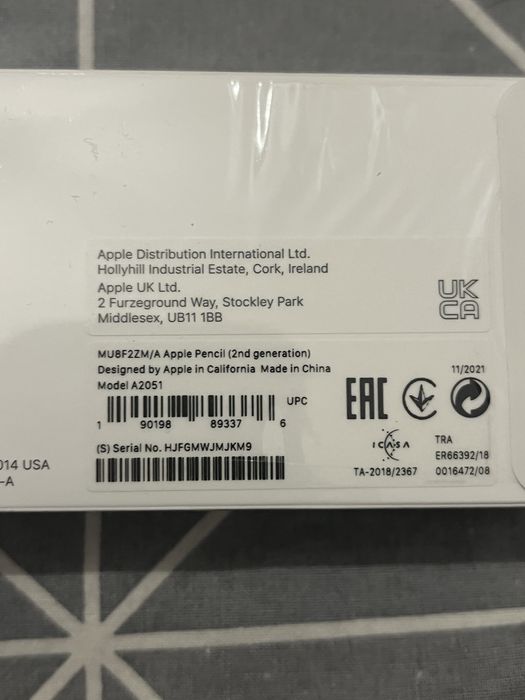 Apple Distribution International Ltd.
Hollyhill Industrial Estate, Cork, Ireland
Apple UK Ltd.
2 Furzeground Way, Stockley Park
Middlesex, UB11 1BB
UK
CA
MU8F2ZM/A Apple Pencil (2nd generation)
Designed by Apple in California Made in China
Model A2051
UPC
1 90198 89337 6
(S) Serial No. HJFGMWJMJKM9
EAC
11/2021
ICASA
TA-2018/2367
TRA
ER66392/18
0016472/08
014 USA
-A